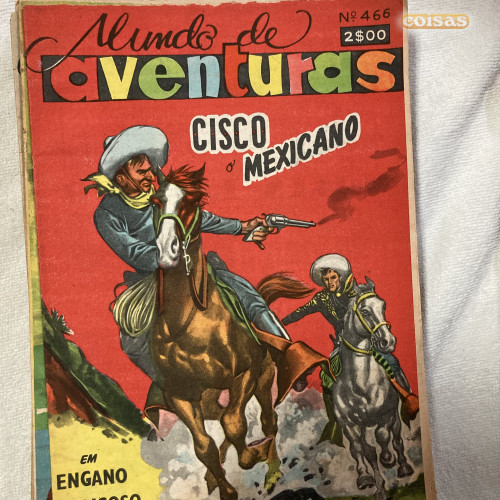 Nº 466
coisas
Mundo de
2$00
aventuras
CISCO
o'
MEXICANO
EM
ENGANO